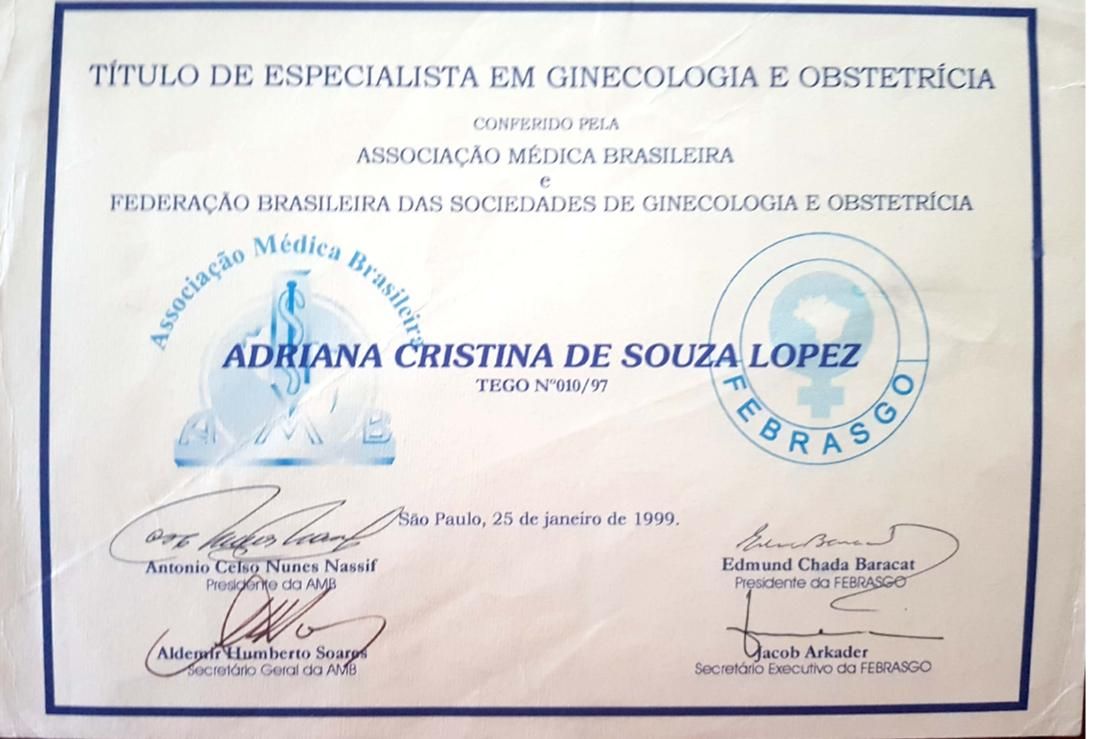 TÍTULO DE ESPECIALISTA EM GINECOLOGIA E OBSTETRÍCIA
CONFERIDO PELA
ASSOCIAÇÃO MÉDICA BRASILEIRA
e
FEDERAÇÃO BRASILEIRA DAS SOCIEDADES DE GINECOLOGIA E OBSTETRÍCIA
Associação Médica Brasileira
ADRIANA CRISTINA DE SOUZA LOPEZ
TEGO Nº010/97
AMB
FEBRASGO
São Paulo, 25 de janeiro de 1999.
Antonio Celso Nunes Nassif
Presidente da AMB
Edmund Chada Baracat
Presidente da FEBRASGO
Aldemir Humberto Soares
Secretário Geral da AMB
Jacob Arkader
Secretário Executivo da FEBRASGO